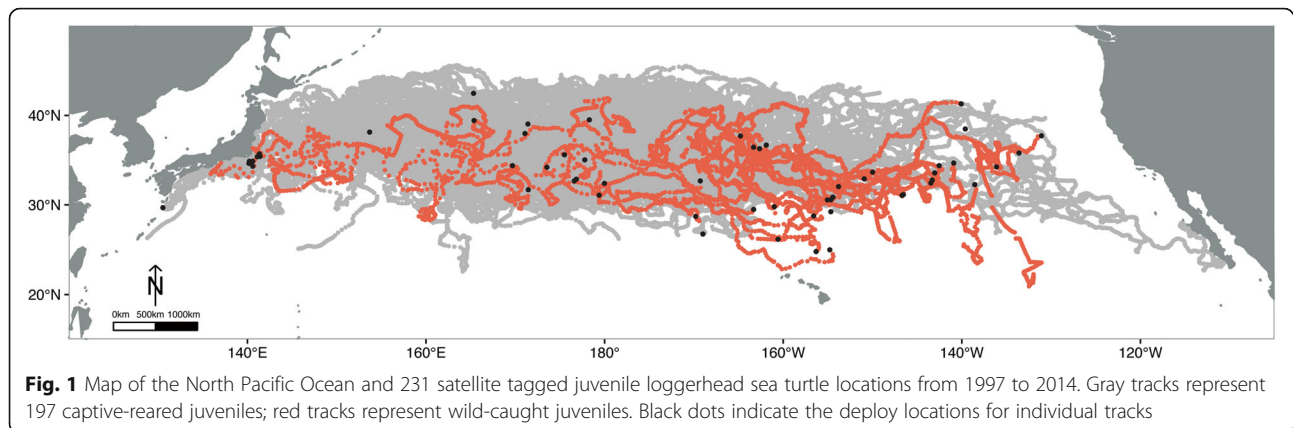 40°N
30°N
20°N
N
0km 500km 1000km
140°E 160°E 180° 160°W 140°W 120°W
Fig. 1 Map of the North Pacific Ocean and 231 satellite tagged juvenile loggerhead sea turtle locations from 1997 to 2014. Gray tracks represent
197 captive-reared juveniles; red tracks represent wild-caught juveniles. Black dots indicate the deploy locations for individual tracks